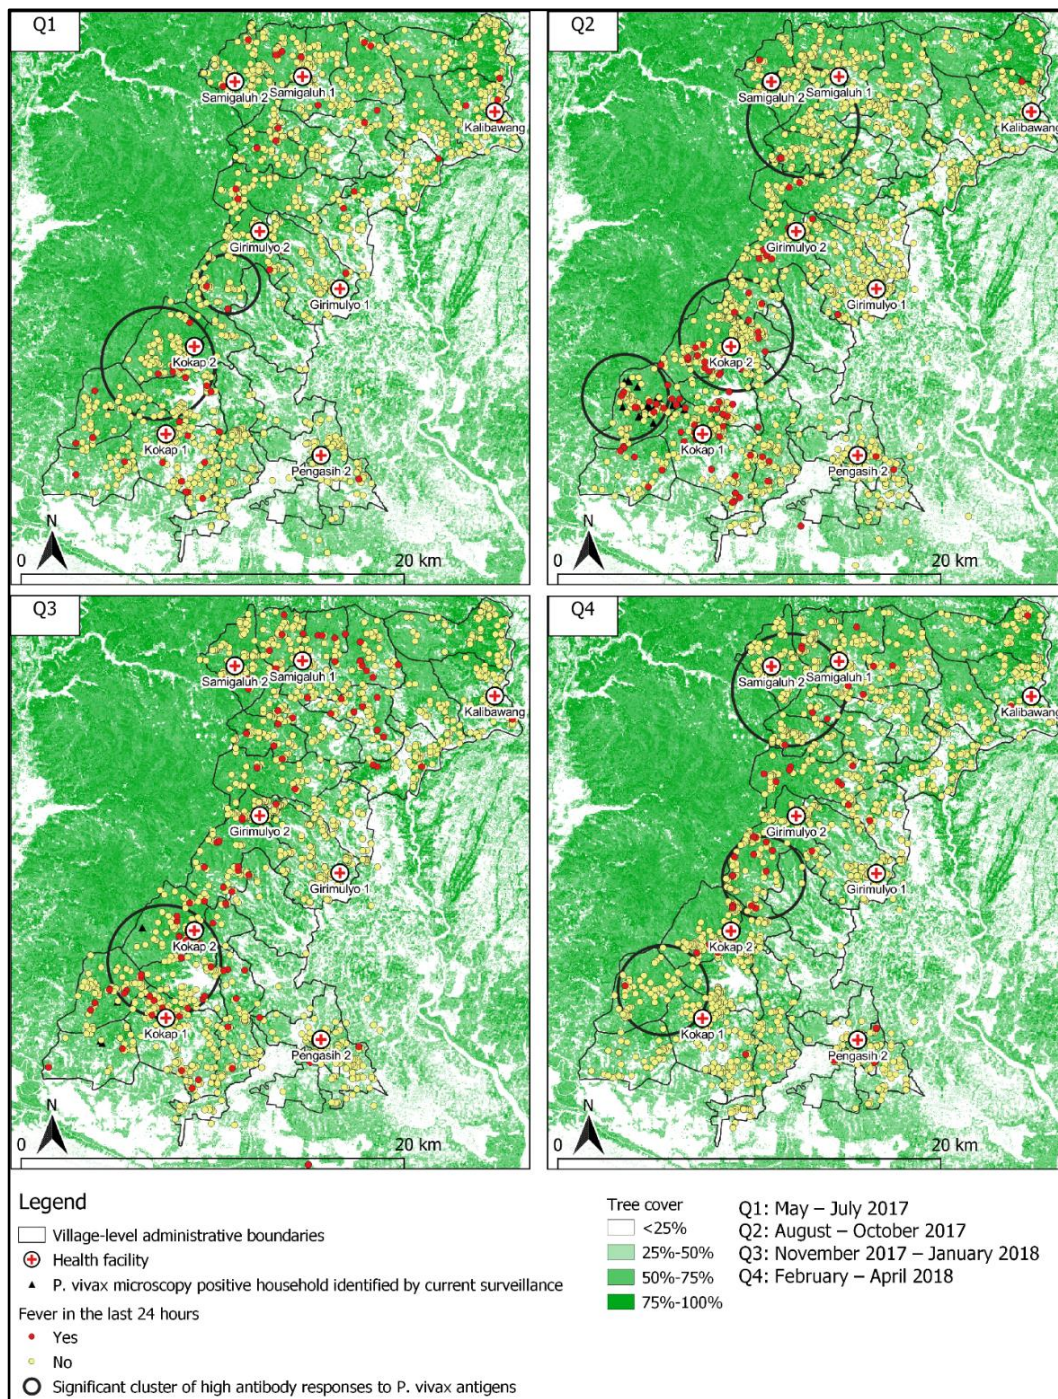 Q1
Samigaluh 2
Samigaluh 1
Kalibawang
Girimulyo 2
Girimulyo 1
Kokap 2
Kokap 1
Pengasih 2
N
0
20 km
Q2
Samigaluh 2
Samigaluh 1
Kalibawang
Girimulyo 2
Girimulyo 1
Kokap 2
Kokap 1
Pengasih 2
N
0
20 km
Q3
Samigaluh 2
Samigaluh 1
Kalibawang
Girimulyo 2
Girimulyo 1
Kokap 2
Kokap 1
Pengasih 2
N
0
20 km
Q4
Samigaluh 2
Samigaluh 1
Kalibawang
Girimulyo 2
Girimulyo 1
Kokap 2
Kokap 1
Pengasih 2
N
0
20 km
Legend
Village-level administrative boundaries
Health facility
P. vivax microscopy positive household identified by current surveillance
Fever in the last 24 hours
Yes
No
Significant cluster of high antibody responses to P. vivax antigens
Tree cover
<25%
25%-50%
50%-75%
75%-100%
Q1: May – July 2017
Q2: August – October 2017
Q3: November 2017 – January 2018
Q4: February – April 2018